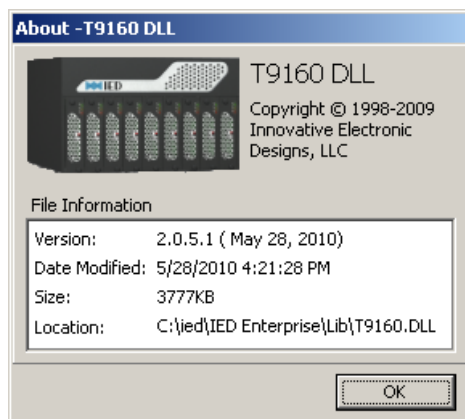 About -T9160 DLL
IED
T9160 DLL
Copyright © 1998-2009
Innovative Electronic
Designs, LLC
File Information
Version: 2.0.5.1 ( May 28, 2010)
Date Modified: 5/28/2010 4:21:28 PM
Size: 3777KB
Location: C:\ied\IED Enterprise\Lib\T9160.DLL
OK